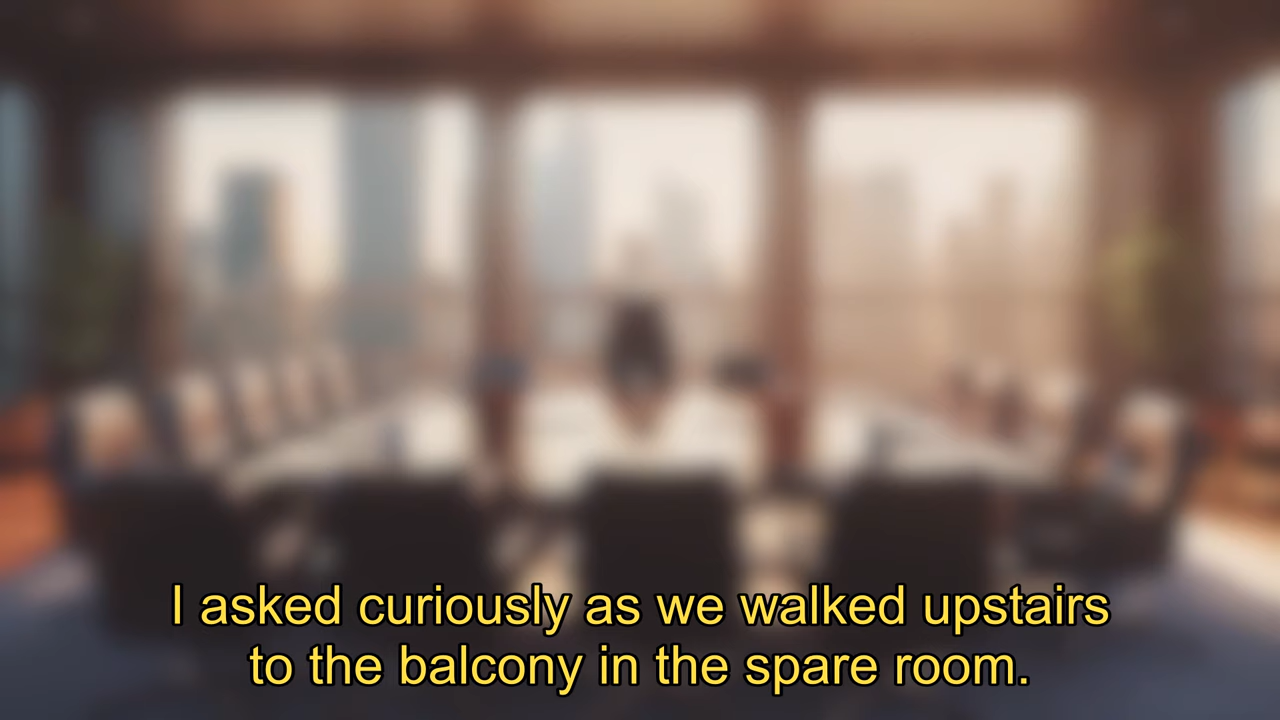 I asked curiously as we walked upstairs
to the balcony in the spare room.